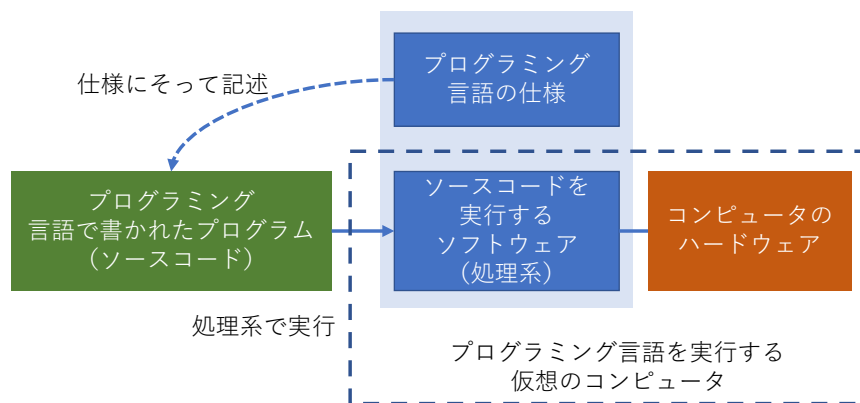 プログラミング
言語の仕様
仕様にそって記述
プログラミング
言語で書かれたプログラム
（ソースコード）
ソースコードを
実行する
ソフトウェア
（処理系）
コンピュータの
ハードウェア
処理系で実行
プログラミング言語を実行する
仮想のコンピュータ